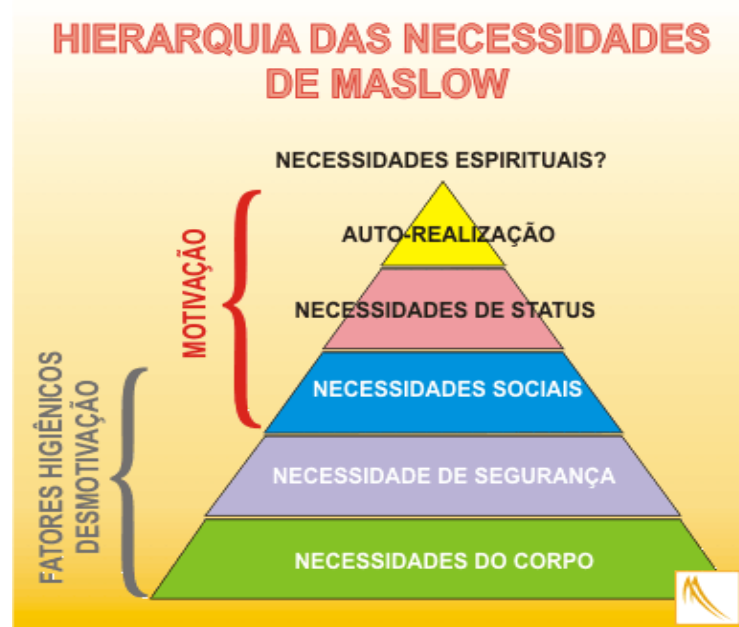 HIERARQUIA DAS NECESSIDADES
DE MASLOW
NECESSIDADES ESPIRITUAIS?
AUTO-REALIZAÇÃO
NECESSIDADES DE STATUS
NECESSIDADES SOCIAIS
NECESSIDADE DE SEGURANÇA
NECESSIDADES DO CORPO
MOTIVAÇÃO
FATORES HIGIÊNICOS
DESMOTIVAÇÃO